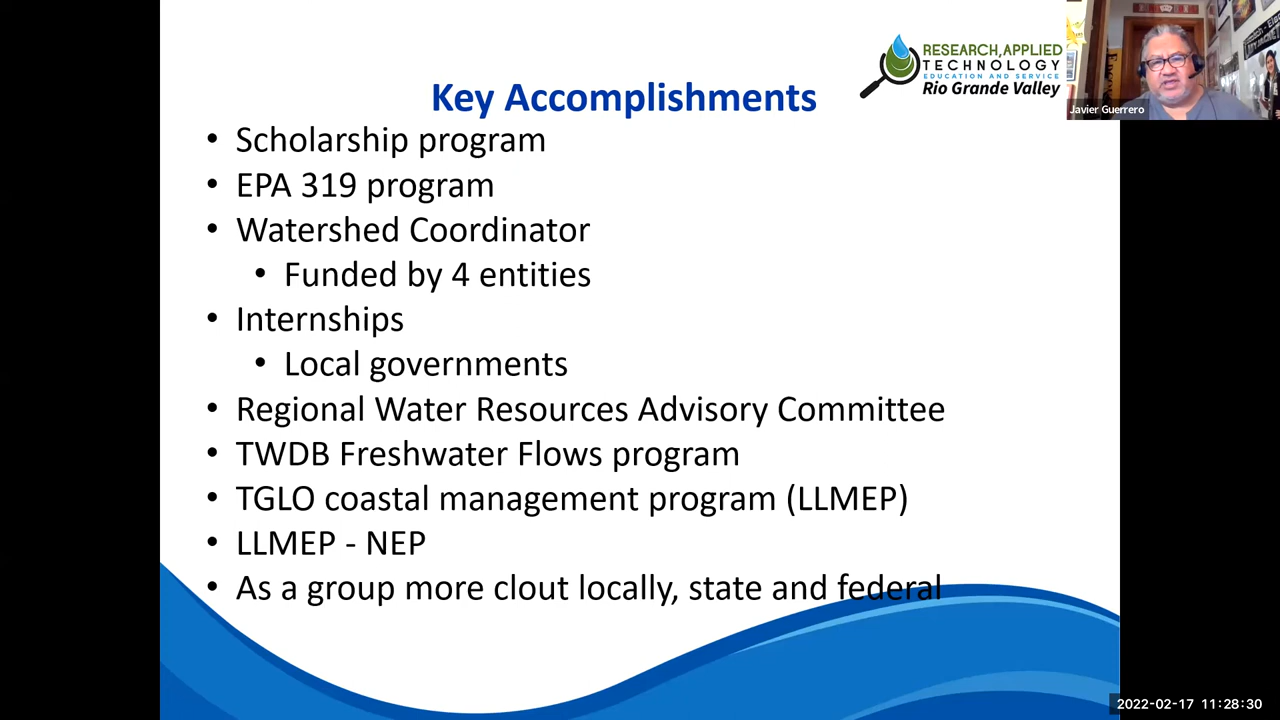 RESEARCH, APPLIED
TECHNOLOGY
EDUCATION AND SERVICE
Rio Grande Valley
Javier Guerrero
Key Accomplishments
• Scholarship program
• EPA 319 program
• Watershed Coordinator
• Funded by 4 entities
• Internships
• Local governments
• Regional Water Resources Advisory Committee
• TWDB Freshwater Flows program
• TGLO coastal management program (LLMEP)
• LLMEP - NEP
• As a group more clout locally, state and federal
2022-02-17 11:28:30